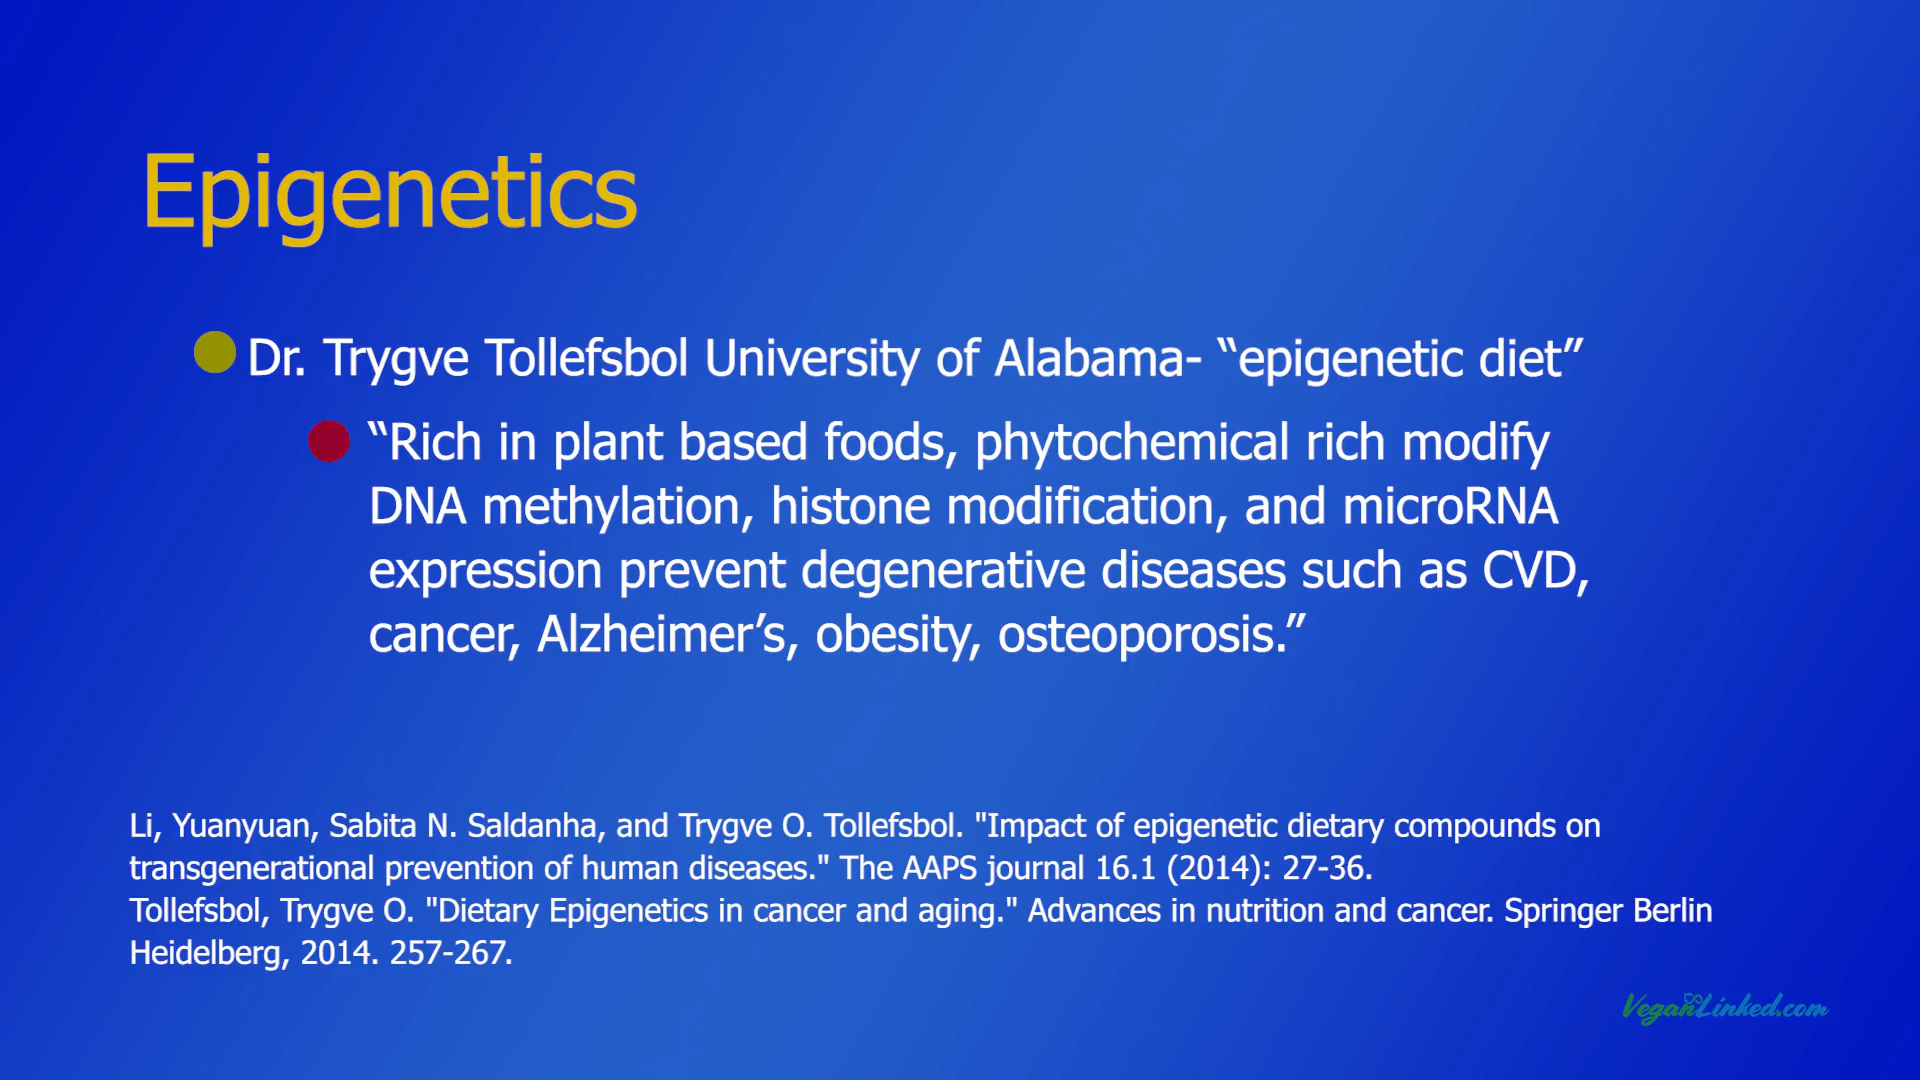 Epigenetics
Dr. Trygve Tollefsbol University of Alabama- “epigenetic diet”
“Rich in plant based foods, phytochemical rich modify
DNA methylation, histone modification, and microRNA
expression prevent degenerative diseases such as CVD,
cancer, Alzheimer’s, obesity, osteoporosis.”
Li, Yuanyuan, Sabita N. Saldanha, and Trygve O. Tollefsbol. "Impact of epigenetic dietary compounds on
transgenerational prevention of human diseases." The AAPS journal 16.1 (2014): 27-36.
Tollefsbol, Trygve O. "Dietary Epigenetics in cancer and aging." Advances in nutrition and cancer. Springer Berlin
Heidelberg, 2014. 257-267.
VeganLinked.com